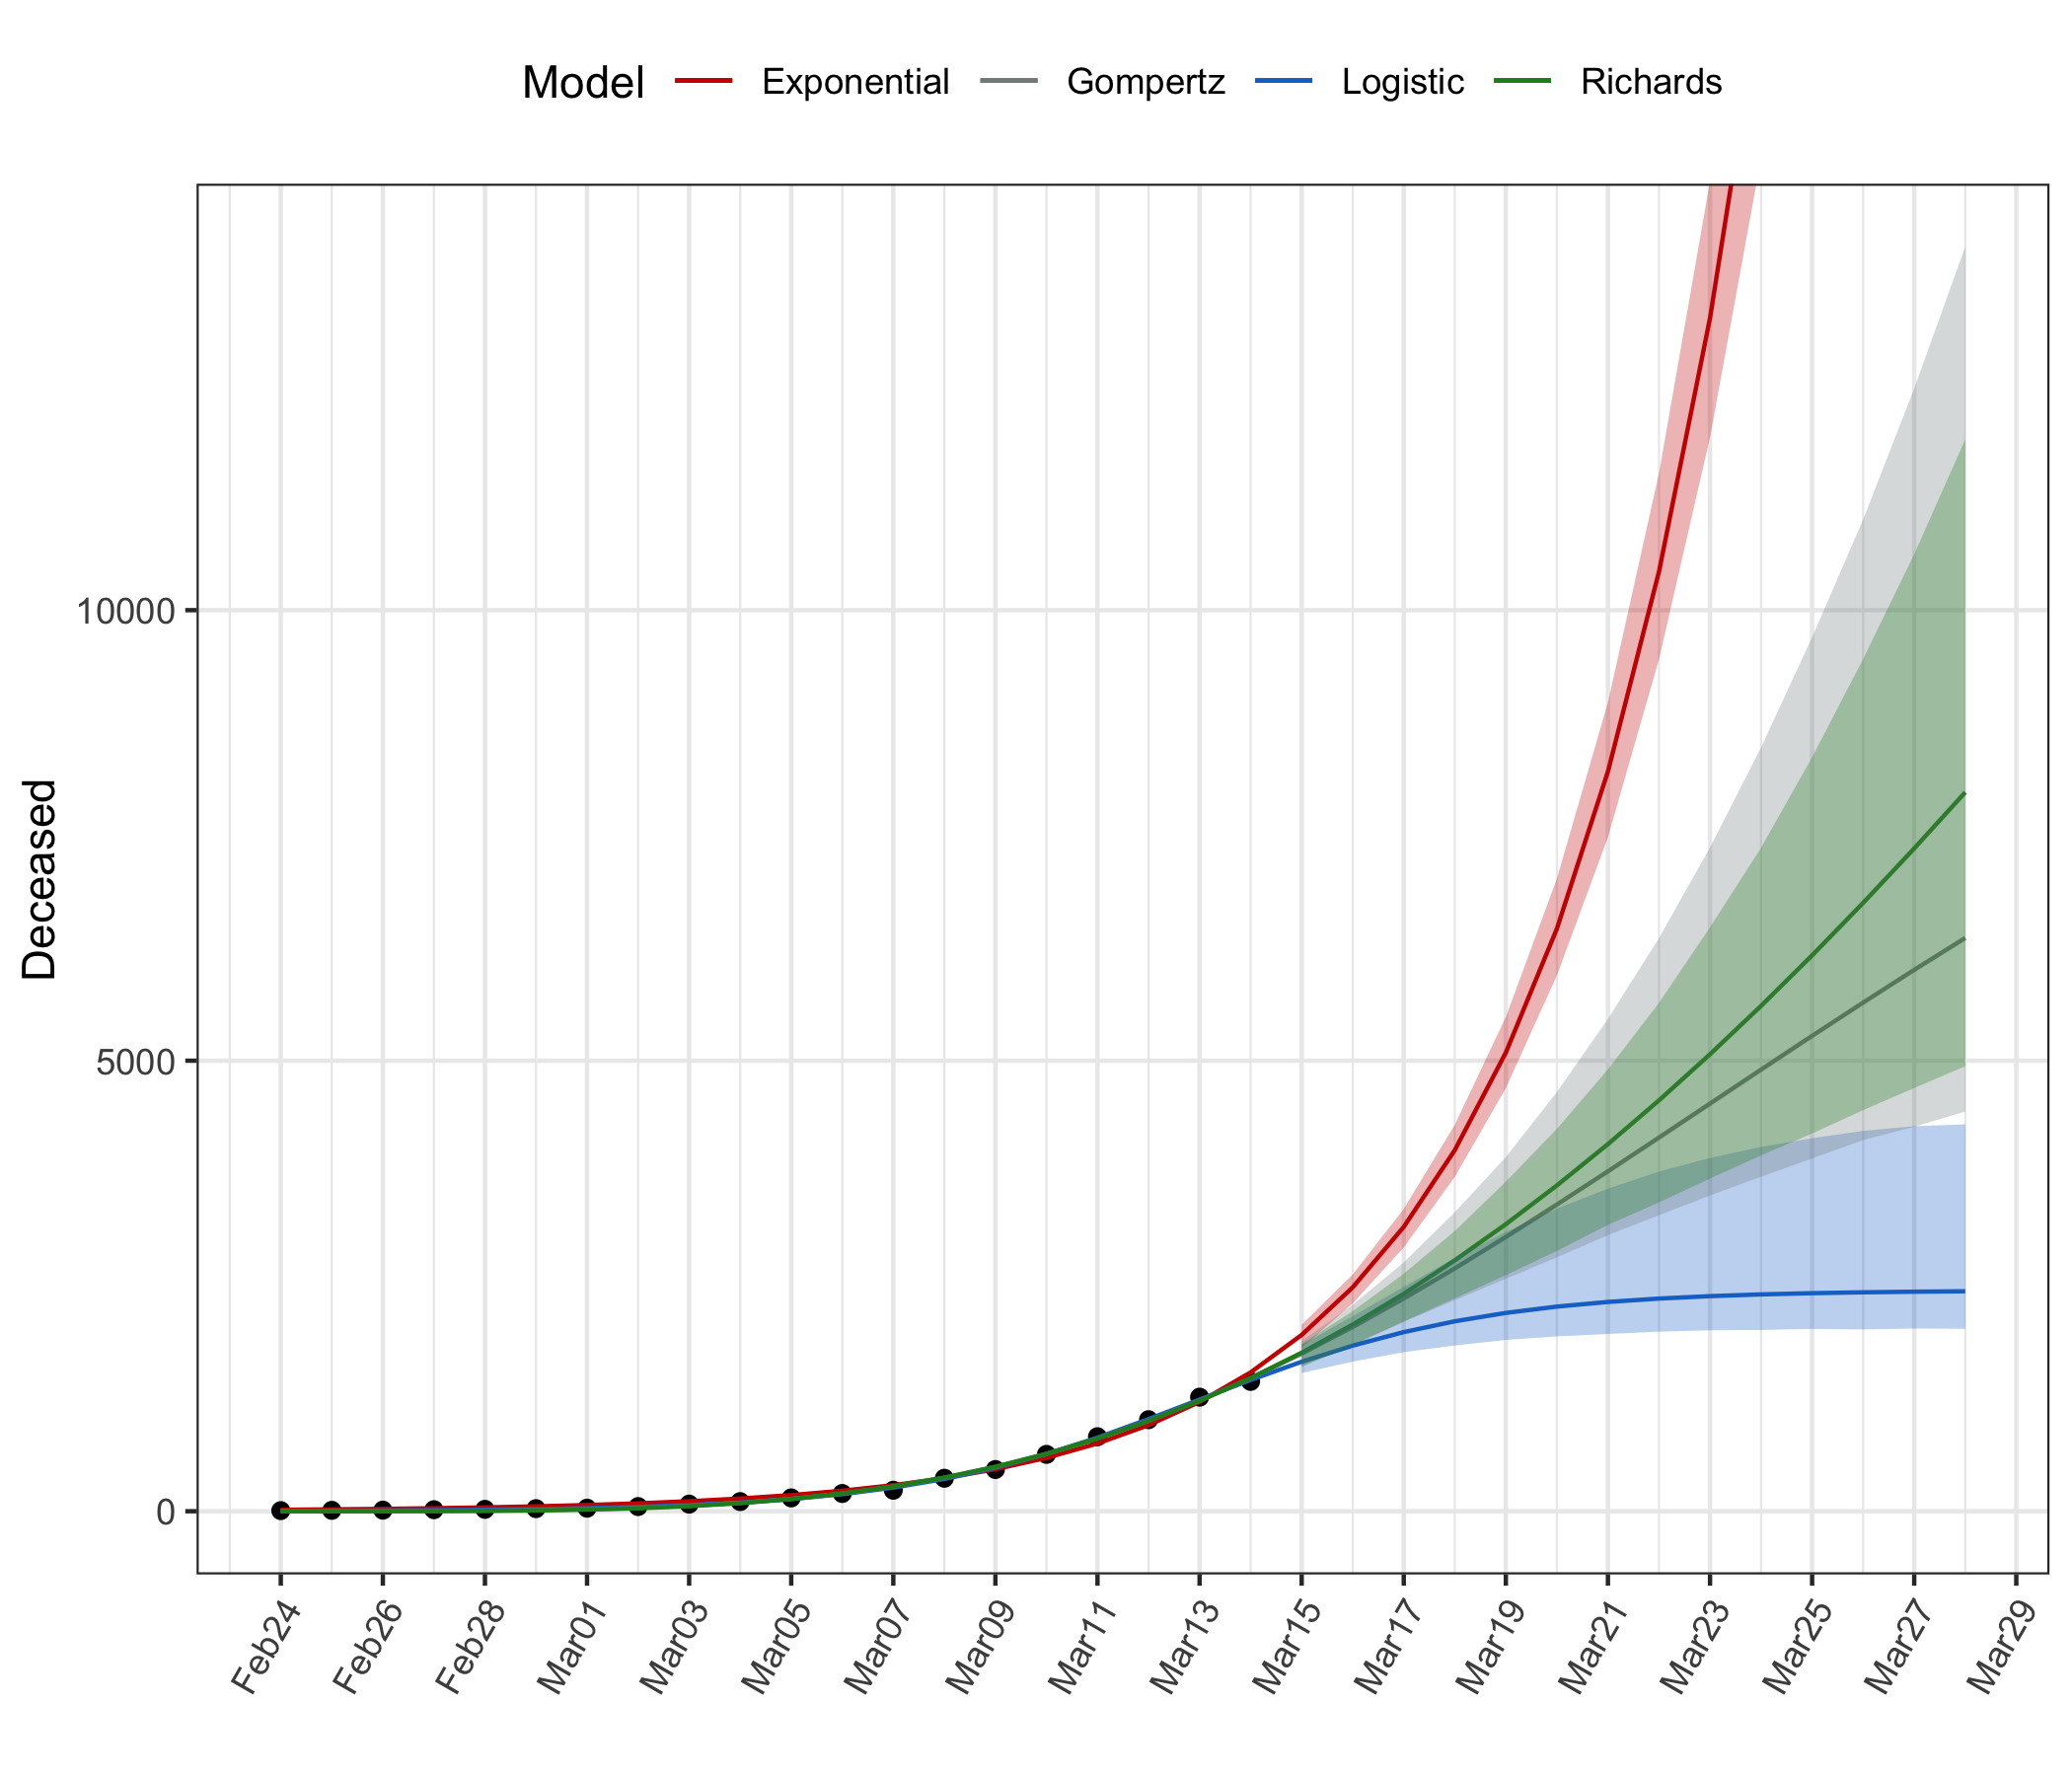 Model Exponential Gompertz Logistic Richards
Deceased
10000
5000
0
Feb24 Feb26 Feb28 Mar01 Mar03 Mar05 Mar07 Mar09 Mar11 Mar13 Mar15 Mar17 Mar19 Mar21 Mar23 Mar25 Mar27 Mar29